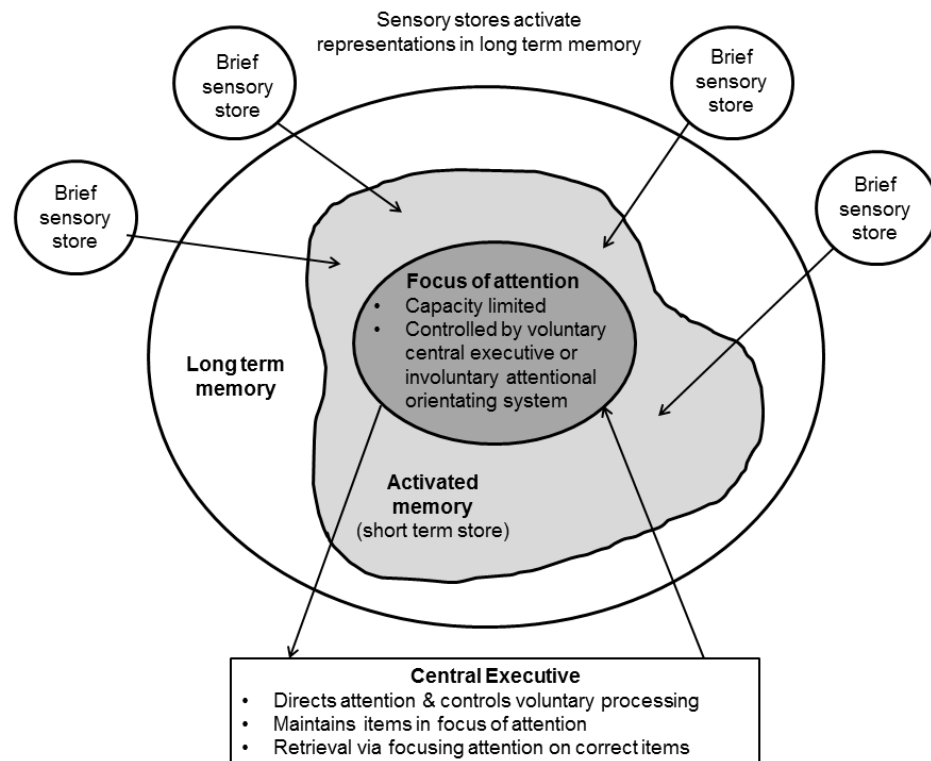 Sensory stores activate
representations in long term memory
Brief
sensory
store
Brief
sensory
store
Brief
sensory
store
Brief
sensory
store
Focus of attention
• Capacity limited
• Controlled by voluntary
central executive or
involuntary attentional
orientating system
Long term
memory
Activated
memory
(short term store)
Central Executive
• Directs attention & controls voluntary processing
• Maintains items in focus of attention
• Retrieval via focusing attention on correct items